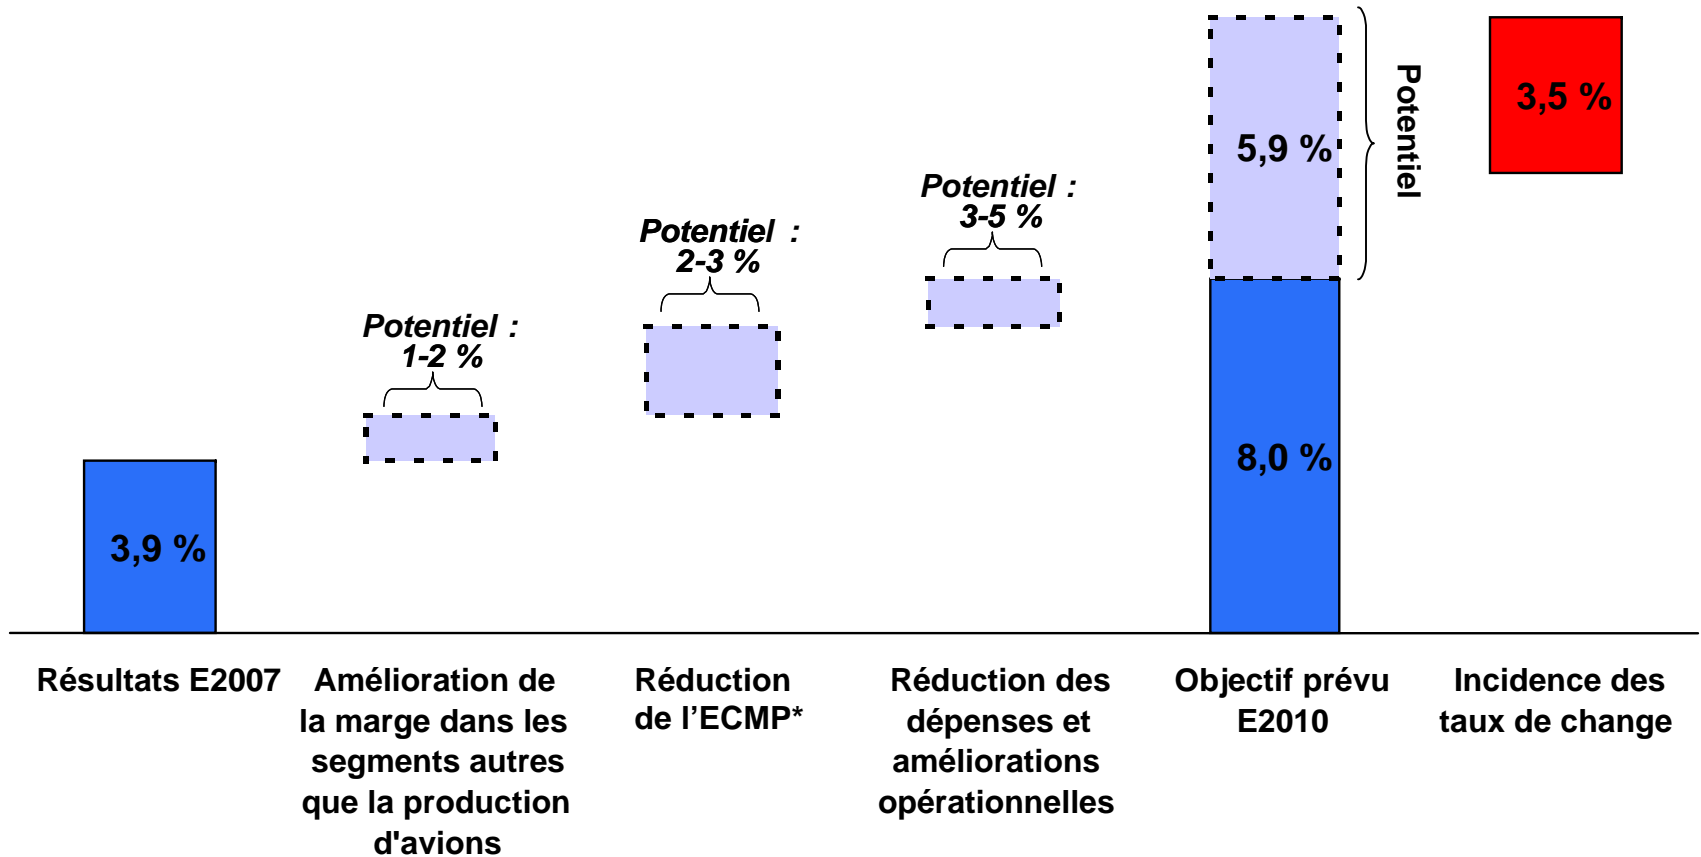 3,9 %
Potentiel :
1-2 %
Potentiel :
2-3 %
Potentiel :
3-5 %
5,9 %
8,0 %
Potentiel
3,5 %
Résultats E2007
Amélioration de
la marge dans les
segments autres
que la production
d'avions
Réduction
de l’ECMP*
Réduction des
dépenses et
améliorations
opérationnelles
Objectif prévu
E2010
Incidence des
taux de change